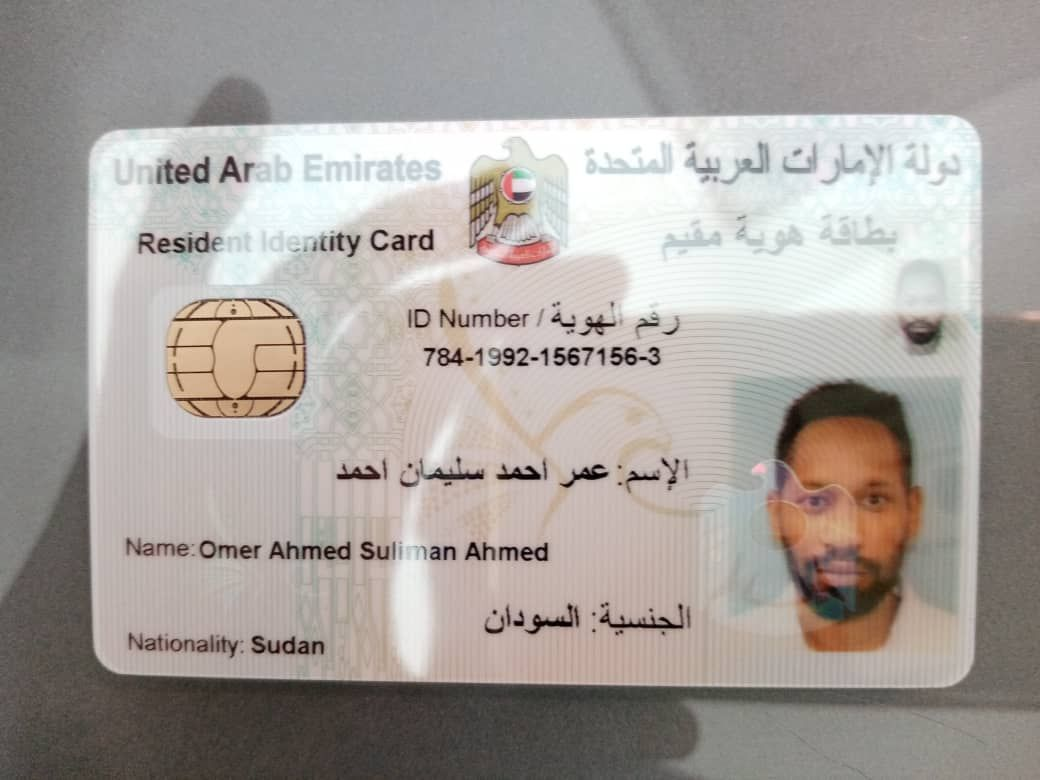 United Arab Emirates
دولة الإمارات العربية المتحدة
Resident Identity Card
بطاقة هوية مقيم
ID Number / رقم الهوية
784-1992-1567156-3
الإسم: عمر احمد سليمان احمد
Name: Omer Ahmed Suliman Ahmed
الجنسية: السودان
Nationality: Sudan